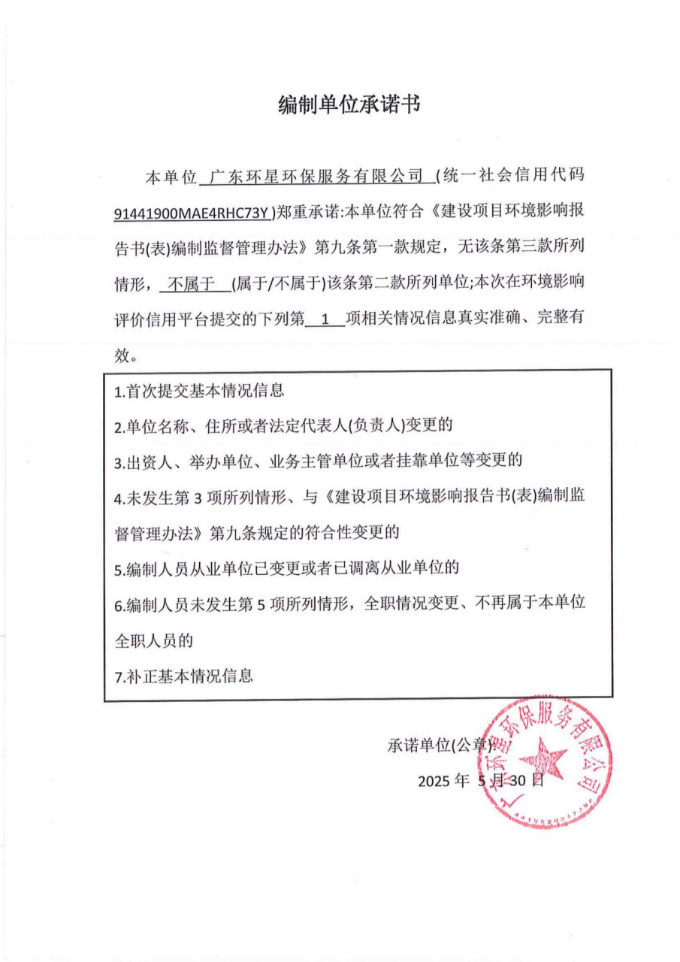 编制单位承诺书
本单位 广东环星环保服务有限公司 (统一社会信用代码
91441900MAE4RHC73Y)郑重承诺:本单位符合《建设项目环境影响报
告书(表)编制监督管理办法》第九条第一款规定，无该条第三款所列
情形， 不属于 (属于/不属于)该条第二款所列单位;本次在环境影响
评价信用平台提交的下列第 1 项相关情况信息真实准确、完整有
效。
1.首次提交基本情况信息
2.单位名称、住所或者法定代表人(负责人)变更的
3.出资人、举办单位、业务主管单位或者挂靠单位等变更的
4.未发生第 3 项所列情形、与《建设项目环境影响报告书(表)编制监
督管理办法》第九条规定的符合性变更的
5.编制人员从业单位已变更或者已调离从业单位的
6.编制人员未发生第 5 项所列情形，全职情况变更、不再属于本单位
全职人员的
7.补正基本情况信息
承诺单位(公章):
2025 年 5 月 30 日
广东环星环保服务有限公司